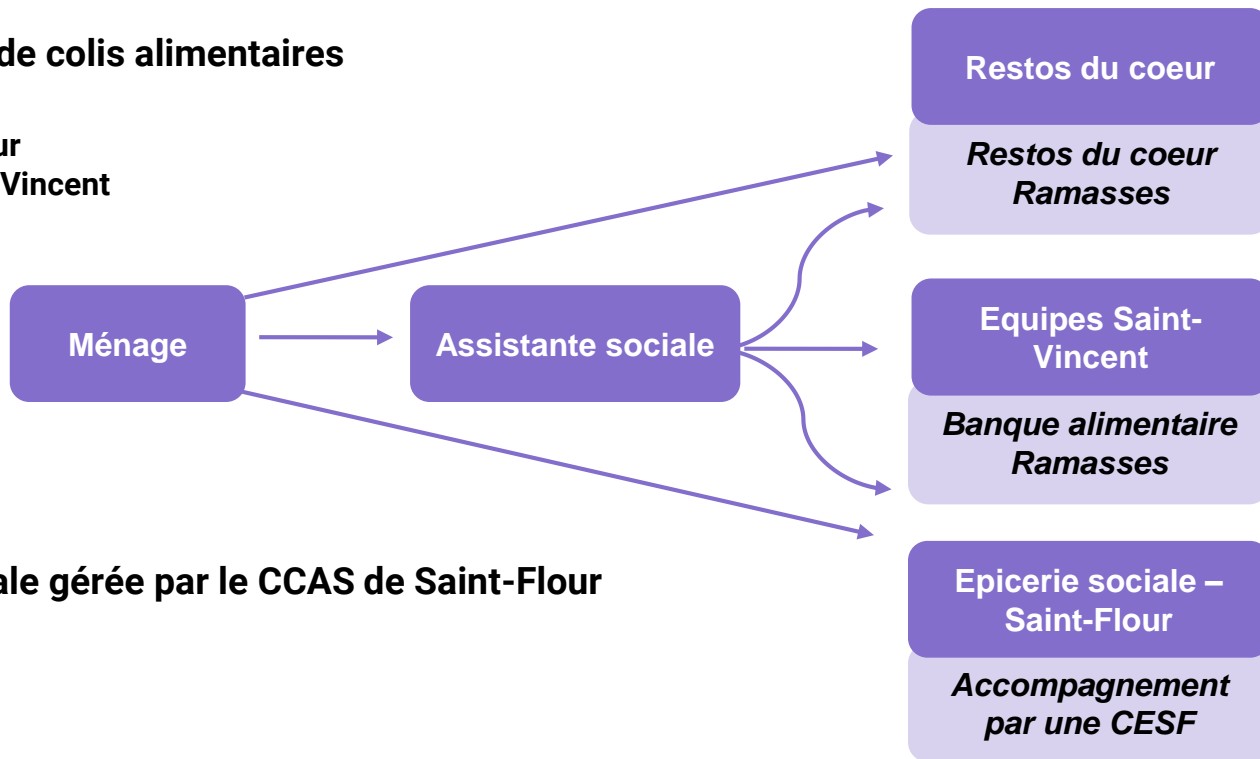 de colis alimentaires
ur
Vincent
Restos du coeur
Restos du coeur
Ramasses
Ménage
Assistante sociale
Equipes Saint-
Vincent
Banque alimentaire
Ramasses
ale gérée par le CCAS de Saint-Flour
Epicerie sociale –
Saint-Flour
Accompagnement
par une CESF